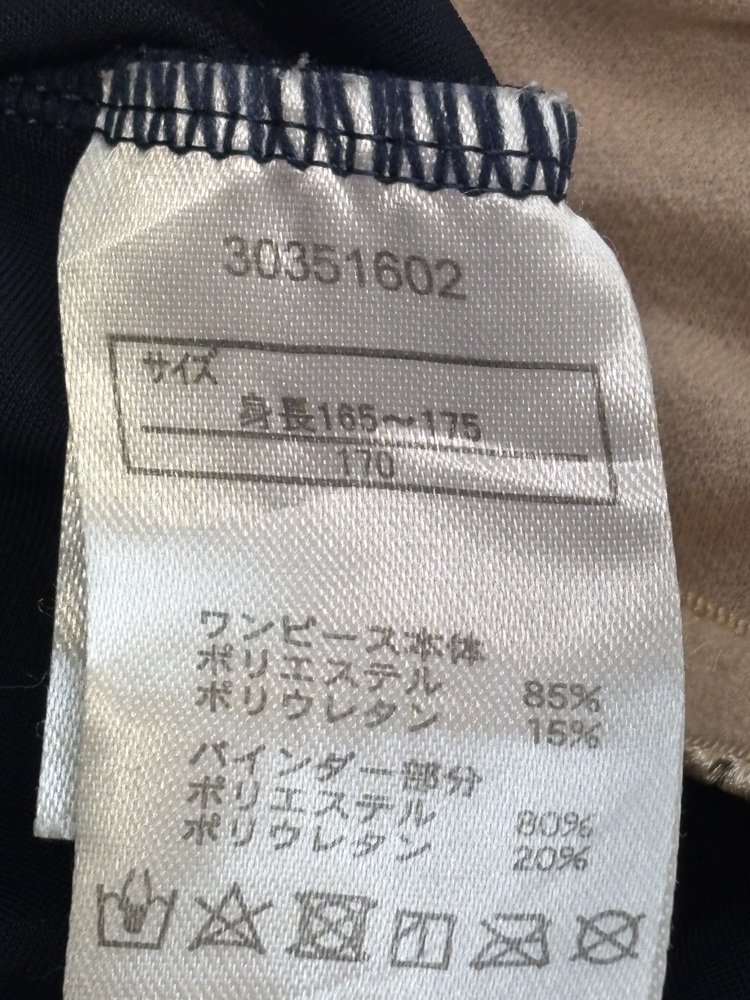 30351602
サイズ
身長165～175
170
ワンピース本体
ポリエステル 85%
ポリウレタン 15%
バインダー部分
ポリエステル 80%
ポリウレタン 20%